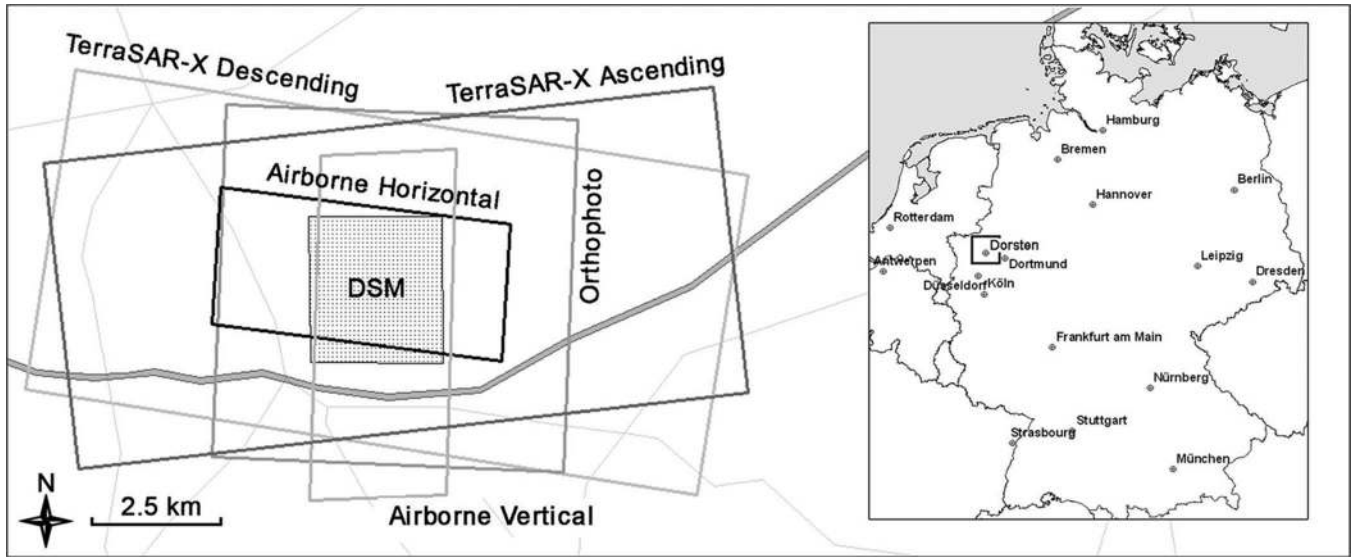 TerraSAR-X Descending
TerraSAR-X Ascending
Airborne Horizontal
Orthophoto
DSM
N
2.5 km
Airborne Vertical
Hamburg
Bremen
Berlin
Hannover
Rotterdam
Dorsten
Dortmund
Antwerpen
Leipzig
Dresden
Düsseldorf
Köln
Frankfurt am Main
Nürnberg
Stuttgart
Strasbourg
München